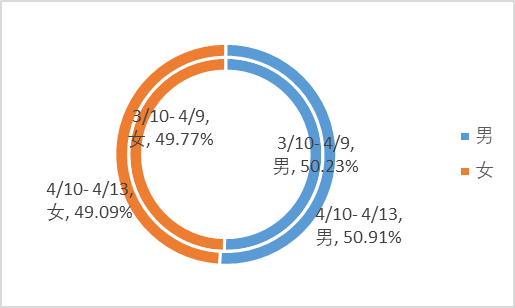 3/10- 4/9,
女, 49.77%
3/10- 4/9,
男, 50.23%
4/10- 4/13,
女, 49.09%
4/10- 4/13,
男, 50.91%
男
女